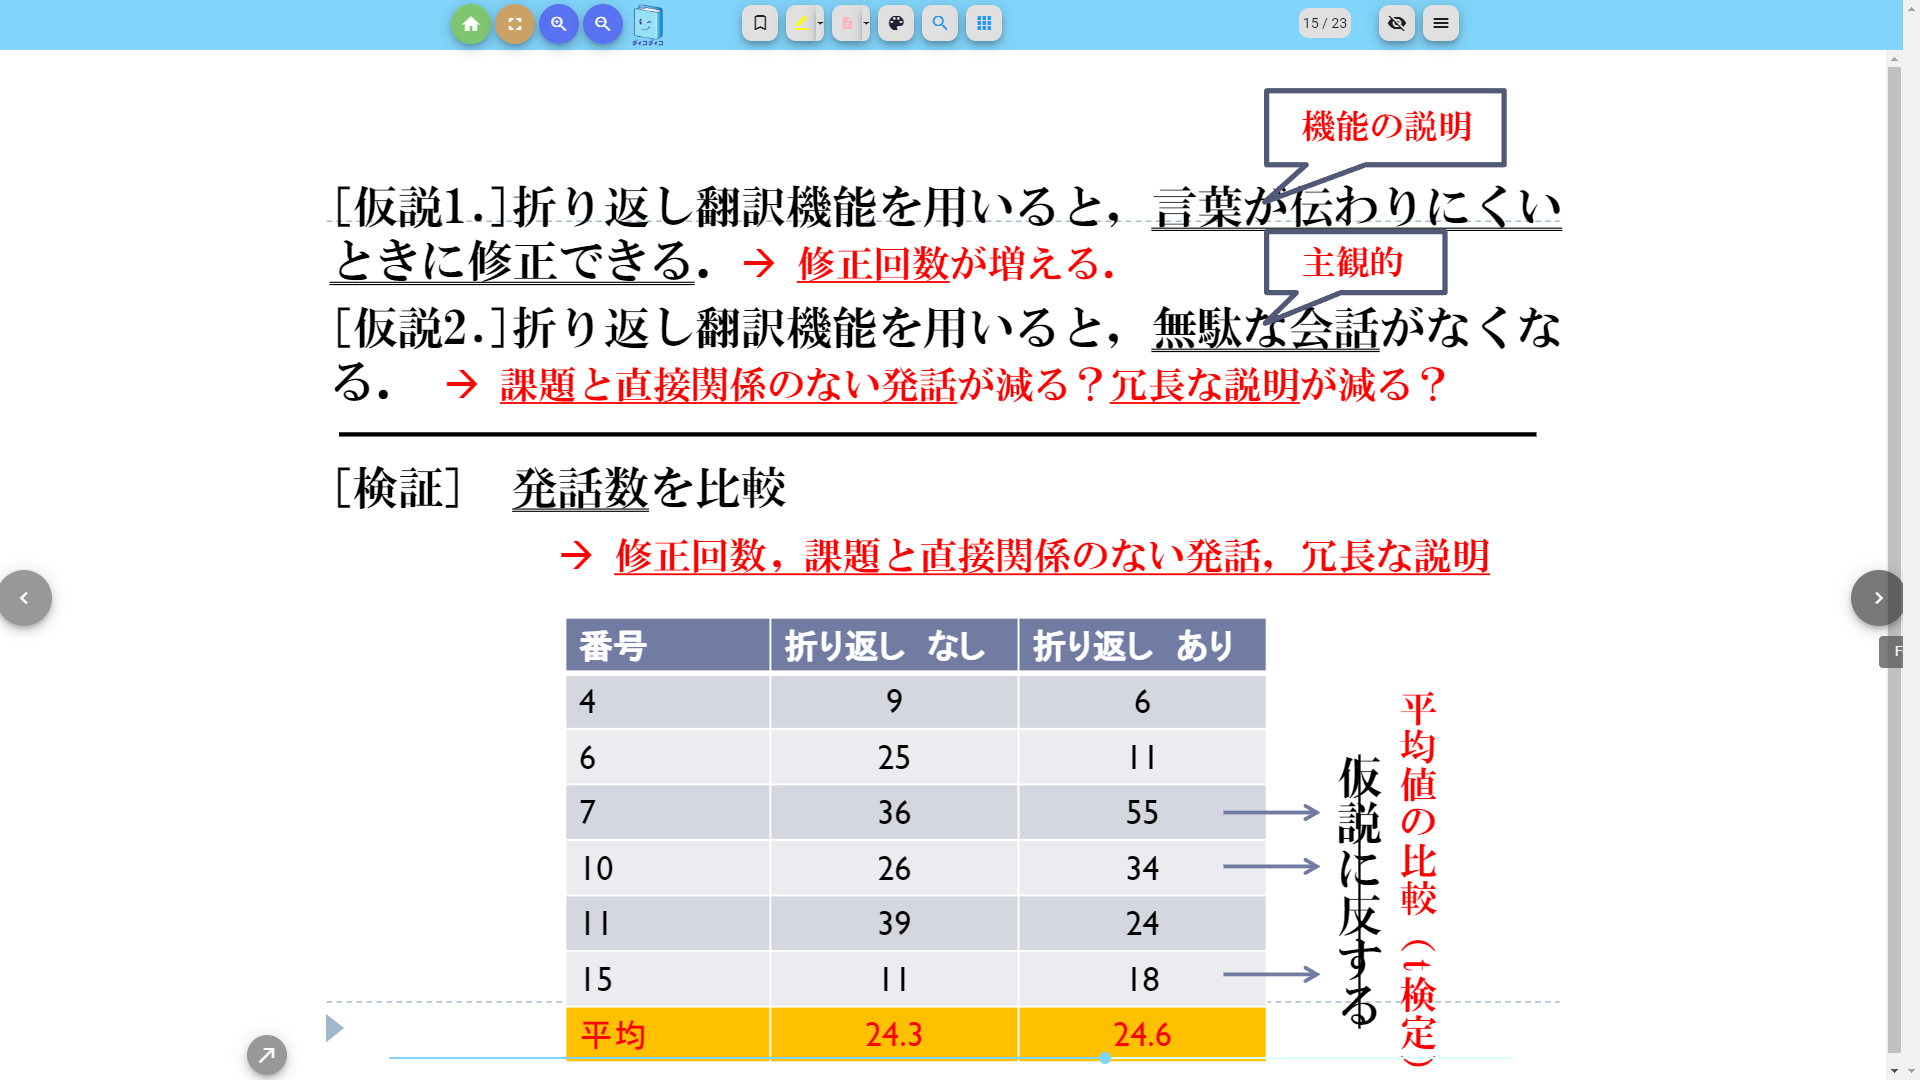 ダイコダイコ
15 / 23
機能の説明
[仮説1.]折り返し翻訳機能を用いると，言葉が伝わりにくい
ときに修正できる．→ 修正回数が増える．
主観的
[仮説2.]折り返し翻訳機能を用いると，無駄な会話がなくな
る． → 課題と直接関係のない発話が減る？冗長な説明が減る？
[検証] 発話数を比較
→ 修正回数，課題と直接関係のない発話，冗長な説明
番号 折り返し なし 折り返し あり
4 9 6
6 25 11
7 36 55
10 26 34
11 39 24
15 11 18
平均 24.3 24.6
仮説に反する
平均値の比較（t検定）
F